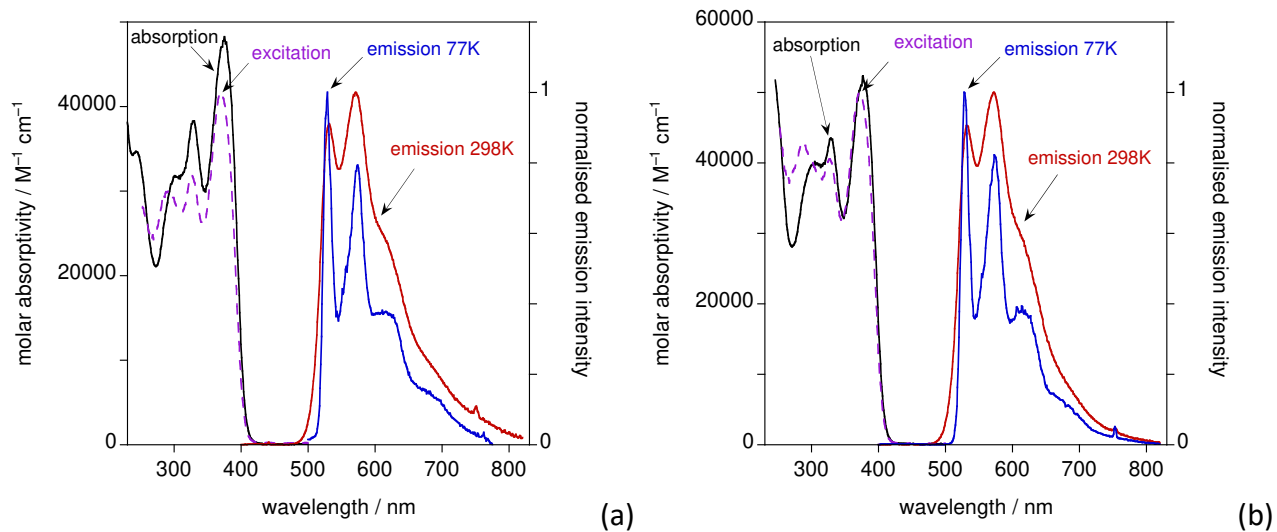 absorption
excitation
emission 77K
emission 298K
molar absorptivity / M⁻¹ cm⁻¹
40000
20000
0
1
0
normalised emission intensity
300 400 500 600 700 800
wavelength / nm
(a)
absorption
excitation
emission 77K
emission 298K
molar absorptivity / M⁻¹ cm⁻¹
60000
40000
20000
0
1
0
normalised emission intensity
300 400 500 600 700 800
wavelength / nm
(b)